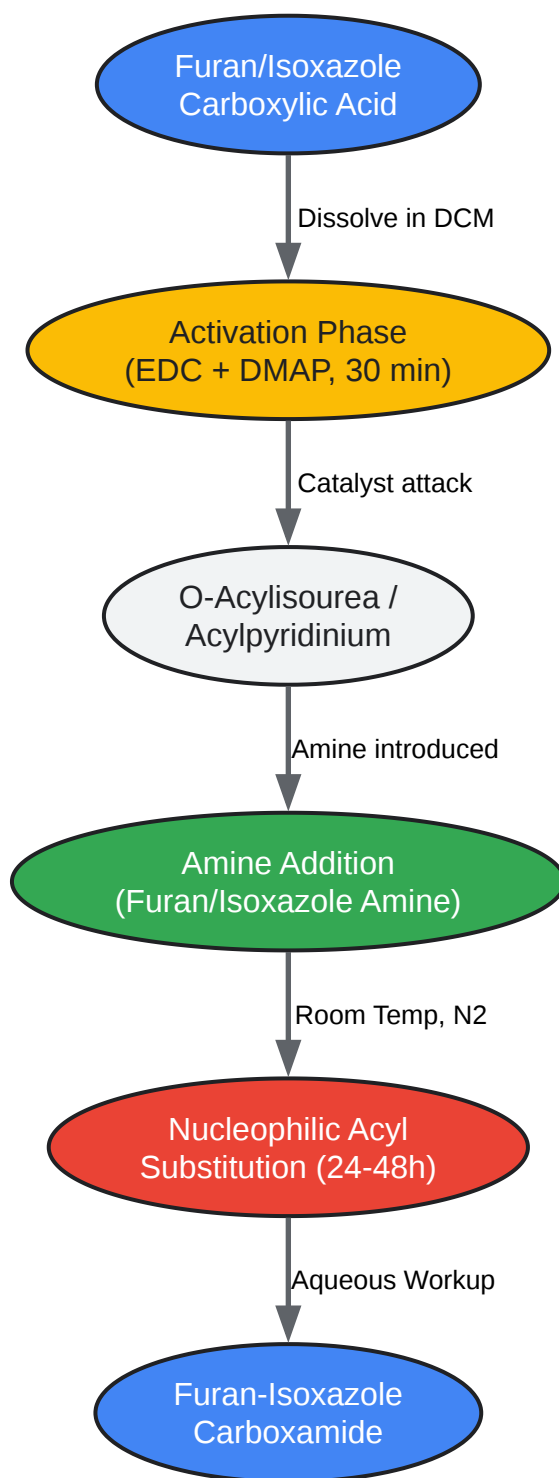 Furan/Isoxazole
Carboxylic Acid
Dissolve in DCM
Activation Phase
(EDC + DMAP, 30 min)
Catalyst attack
O-Acylisourea /
Acylpyridinium
Amine introduced
Amine Addition
(Furan/Isoxazole Amine)
Room Temp, N2
Nucleophilic Acyl
Substitution (24-48h)
Aqueous Workup
Furan-Isoxazole
Carboxamide